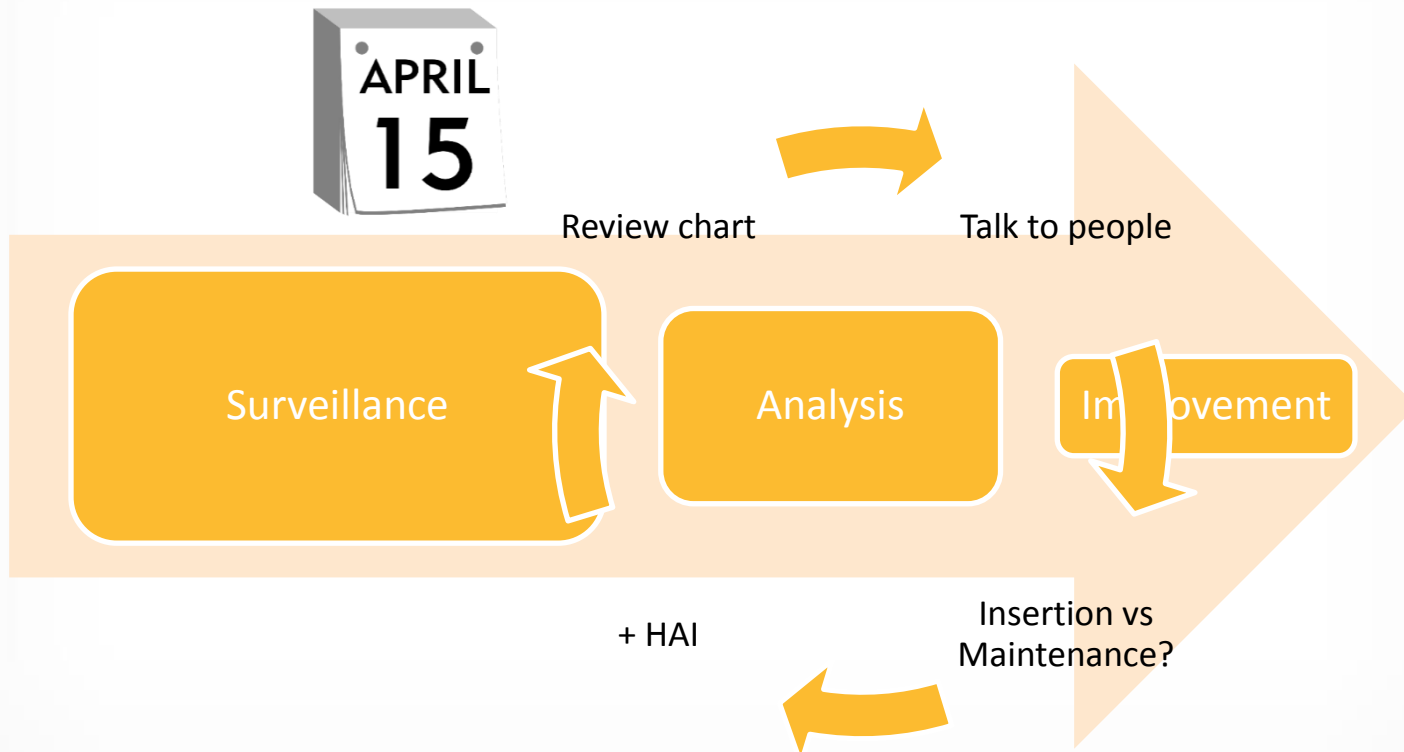 APRIL
15
Review chart
Talk to people
Surveillance
Analysis
Improvement
+ HAI
Insertion vs
Maintenance?